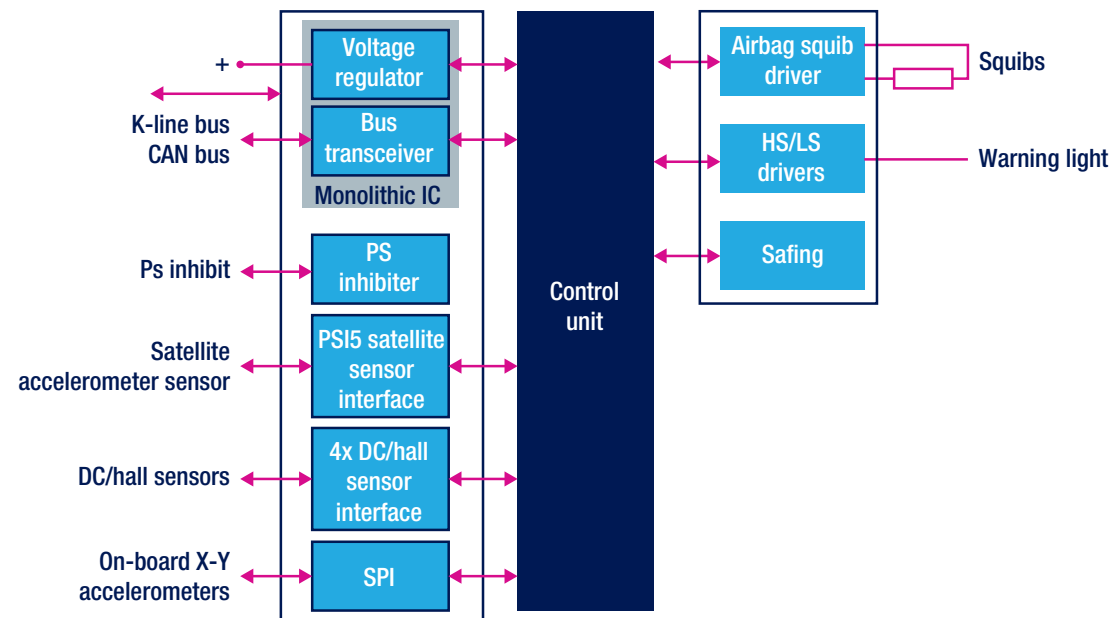 +
Voltage
regulator
K-line bus
CAN bus
Bus
transceiver
Monolithic IC
Ps inhibit
PS
inhibiter
Satellite
accelerometer sensor
PSI5 satellite
sensor
interface
DC/hall sensors
4x DC/hall
sensor
interface
On-board X-Y
accelerometers
SPI
Control
unit
Airbag squib
driver
Squibs
HS/LS
drivers
Warning light
Safing